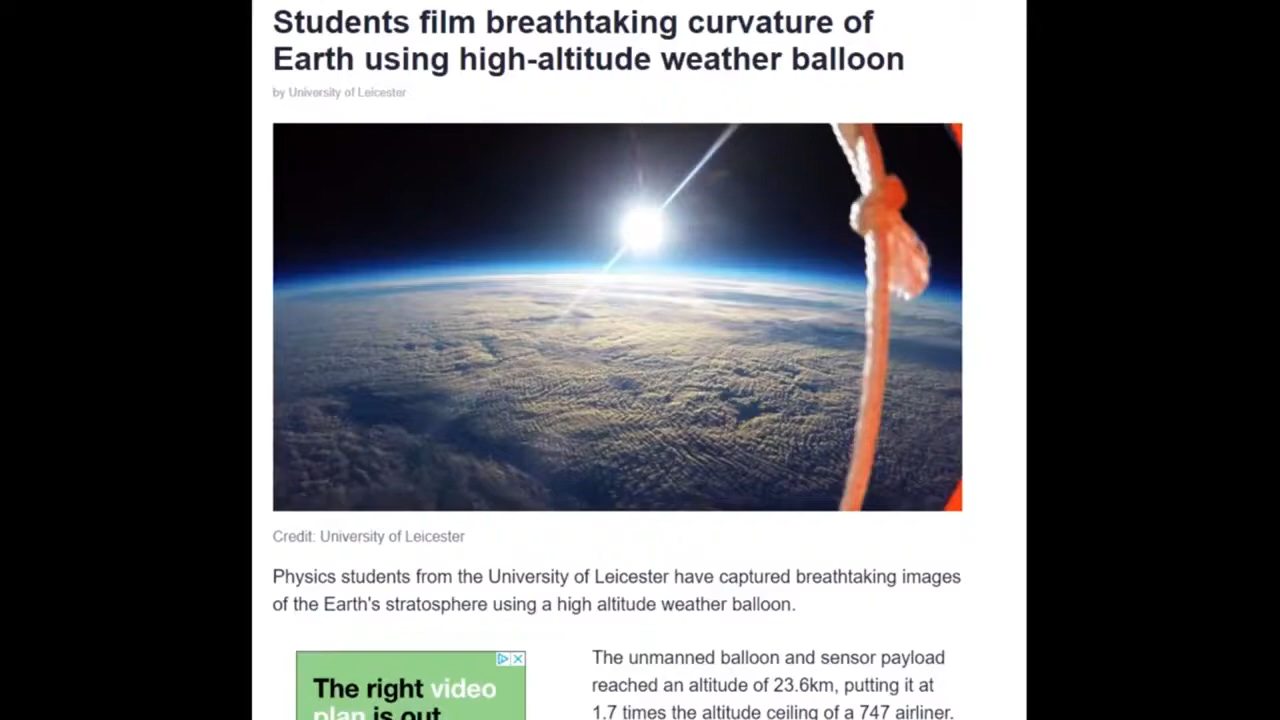 Students film breathtaking curvature of
Earth using high-altitude weather balloon
by University of Leicester
Credit: University of Leicester
Physics students from the University of Leicester have captured breathtaking images
of the Earth's stratosphere using a high altitude weather balloon.
The unmanned balloon and sensor payload
reached an altitude of 23.6km, putting it at
1.7 times the altitude ceiling of a 747 airliner.
The right video
plan is out